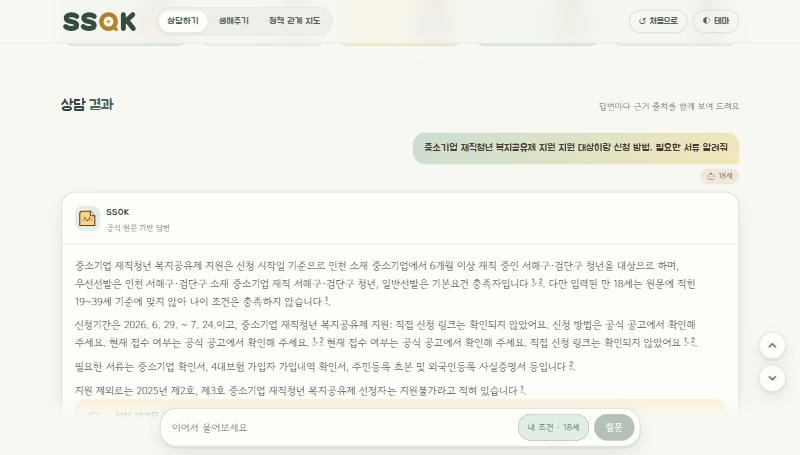 SSOK
상담하기
생애주기
정책 관계 지도
처음으로
테마
상담 결과
답변마다 근거 출처를 함께 보여 드려요
중소기업 재직청년 복지공유제 지원 지원 대상이랑 신청 방법, 필요한 서류 알려줘
18세
SSOK
공식 원문 기반 답변
중소기업 재직청년 복지공유제 지원은 신청 시작일 기준으로 인천 소재 중소기업에서 6개월 이상 재직 중인 서해구·검단구 청년을 대상으로 하며,
우선선발은 인천 서해구·검단구 소재 중소기업 재직 서해구·검단구 청년, 일반선발은 기본요건 충족자입니다 1, 2. 다만 입력된 만 18세는 원문에 적힌
19~39세 기준에 맞지 않아 나이 조건은 충족하지 않습니다 1.
신청기간은 2026. 6. 29. ~ 7. 24.이고, 중소기업 재직청년 복지공유제 지원: 직접 신청 링크는 확인되지 않았어요. 신청 방법은 공식 공고에서 확인해
주세요. 현재 접수 여부는 공식 공고에서 확인해 주세요. 1, 2 현재 접수 여부는 공식 공고에서 확인해 주세요. 직접 신청 링크는 확인되지 않았어요 1, 2.
필요한 서류는 중소기업 확인서, 4대보험 가입자 가입내역 확인서, 주민등록 초본 및 외국인등록 사실증명서 등입니다 2.
지원 제외로는 2025년 제2호, 제3호 중소기업 재직청년 복지공유제 선정자는 지원불가라고 적혀 있습니다 1.
이어서 물어보세요
내 조건 · 18세
질문